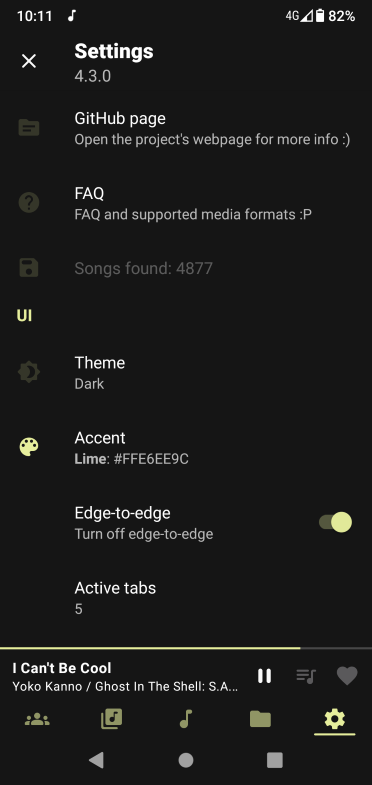 10:11
4G 82%
Settings
4.3.0
GitHub page
Open the project's webpage for more info :)
FAQ
FAQ and supported media formats :P
Songs found: 4877
UI
Theme
Dark
Accent
Lime: #FFE6EE9C
Edge-to-edge
Turn off edge-to-edge
Active tabs
5
I Can't Be Cool
Yoko Kanno / Ghost In The Shell: S.A...